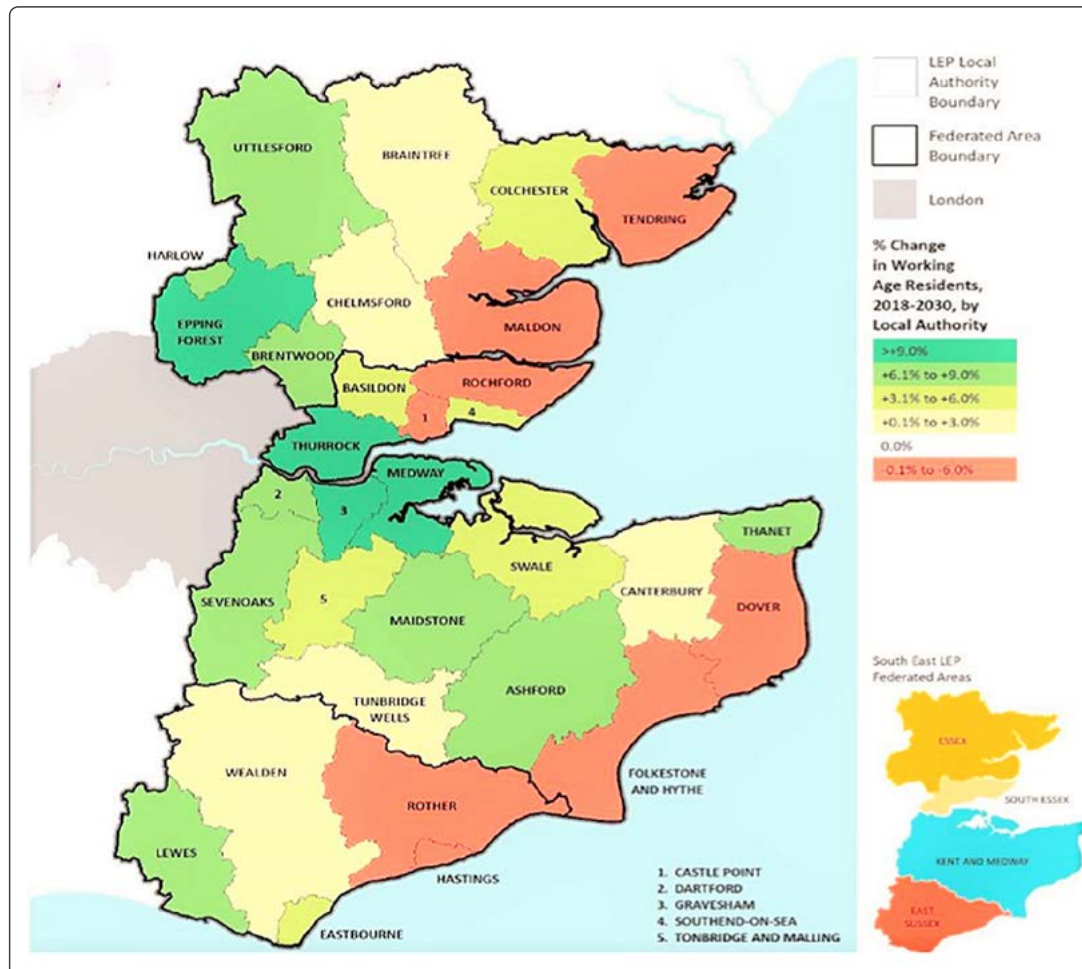 UTTLESFORD
BRAINTREE
COLCHESTER
TENDRING
HARLOW
EPPING
FOREST
CHELMSFORD
MALDON
BRENTWOOD
BASILDON
ROCHFORD
1
4
THURROCK
MEDWAY
2
3
THANET
SWALE
SEVENOAKS
5
CANTERBURY
DOVER
MAIDSTONE
ASHFORD
TUNBRIDGE
WELLS
WEALDEN
FOLKESTONE
AND HYTHE
ROTHER
LEWES
HASTINGS
EASTBOURNE
1. CASTLE POINT
2. DARTFORD
3. GRAVESHAM
4. SOUTHEND-ON-SEA
5. TONBRIDGE AND MALLING
LEP Local
Authority
Boundary
Federated Area
Boundary
London
% Change
in Working
Age Residents,
2018-2030, by
Local Authority
>+9.0%
+6.1% to +9.0%
+3.1% to +6.0%
+0.1% to +3.0%
0.0%
-0.1% to -6.0%
South East LEP
Federated Areas
ESSEX
SOUTH ESSEX
KENT AND MEDWAY
EAST
SUSSEX